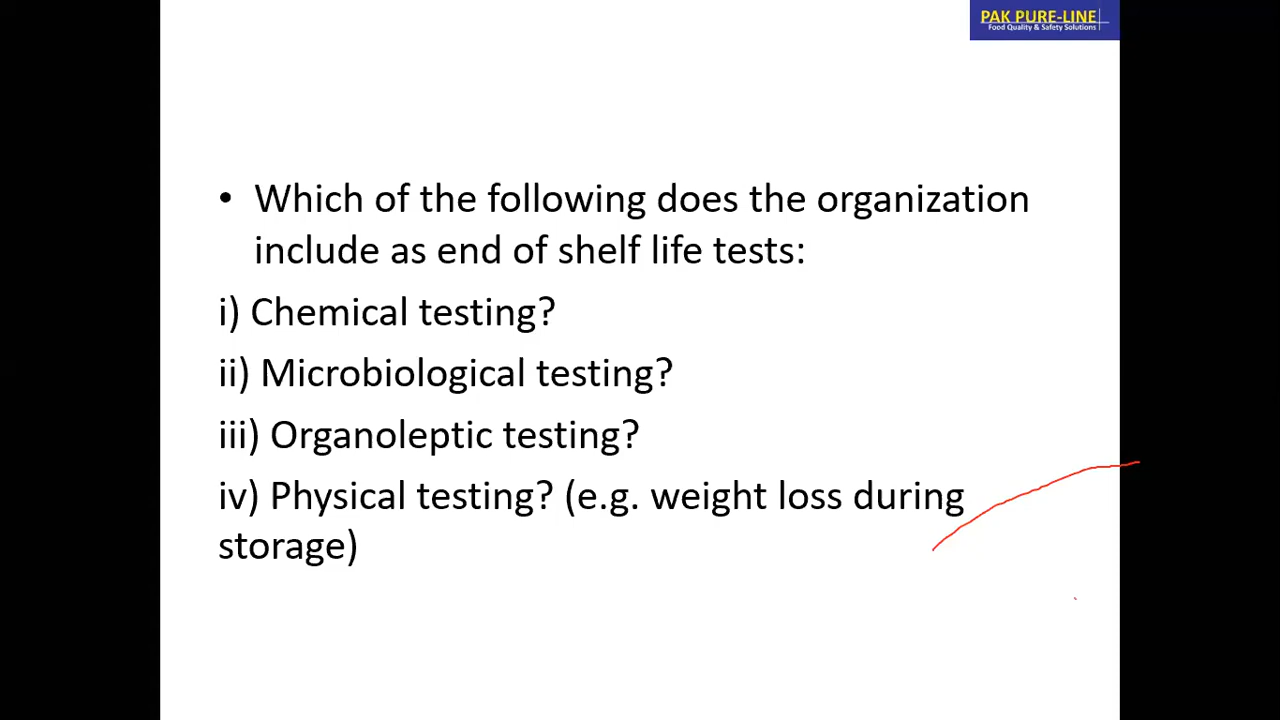 PAK PURE-LINE
Food Quality & Safety Solutions
• Which of the following does the organization
include as end of shelf life tests:
i) Chemical testing?
ii) Microbiological testing?
iii) Organoleptic testing?
iv) Physical testing? (e.g. weight loss during
storage)